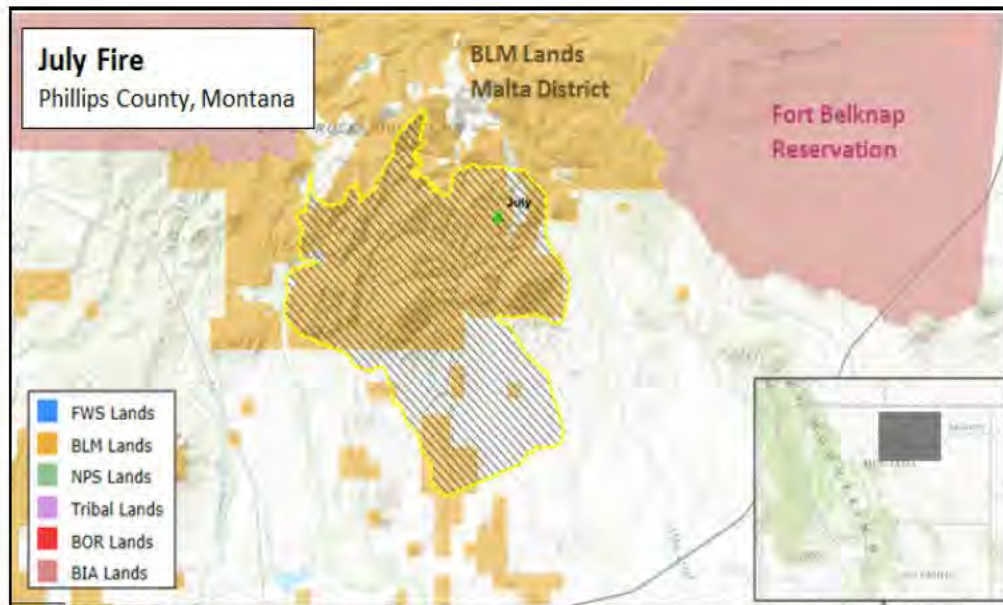 July Fire
Phillips County, Montana
BLM Lands
Malta District
Fort Belknap
Reservation
July
FWS Lands
BLM Lands
NPS Lands
Tribal Lands
BOR Lands
BIA Lands